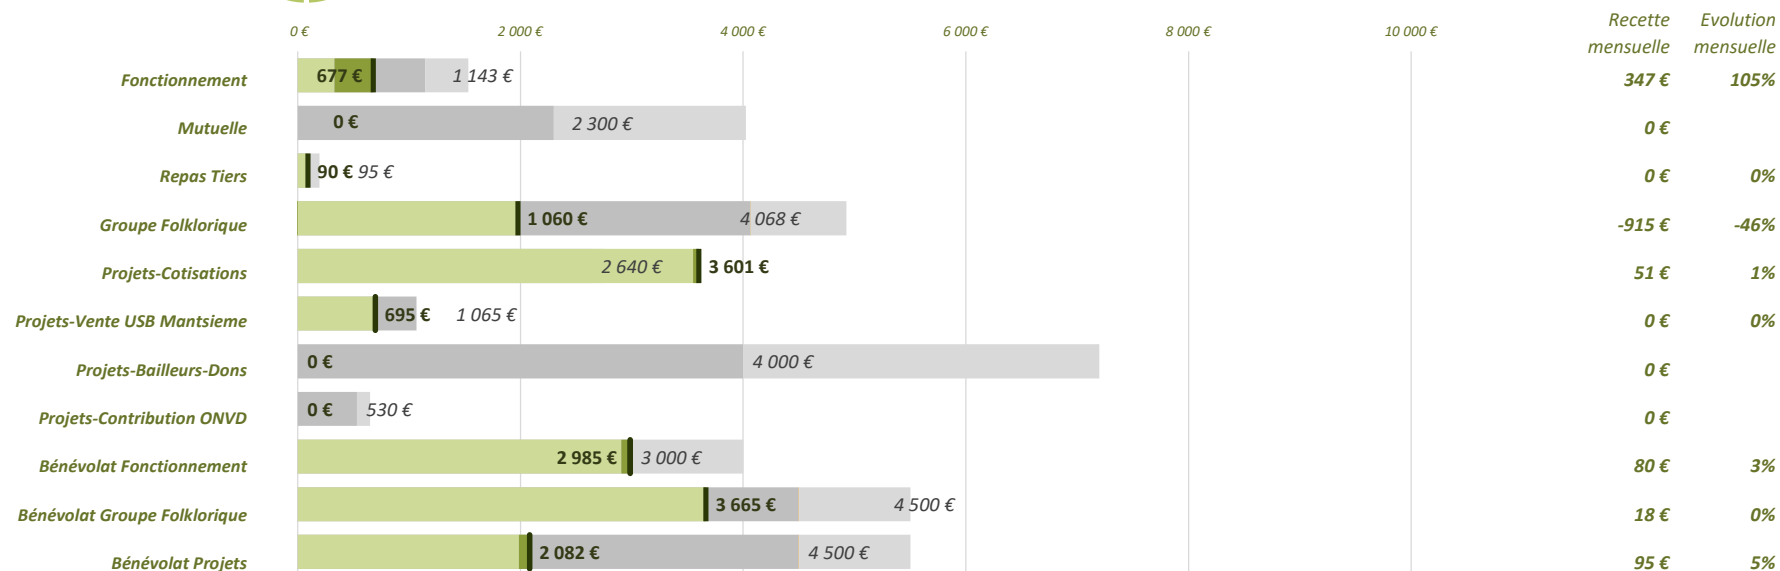 Recette Evolution
0 € 2 000 € 4 000 € 6 000 € 8 000 € 10 000 € mensuelle mensuelle
Fonctionnement 677 € 1 143 € 347 € 105%
Mutuelle 0 € 2 300 € 0 €
Repas Tiers 90 € 95 € 0 € 0%
Groupe Folklorique 1 060 € 4 068 € -915 € -46%
Projets-Cotisations 2 640 € 3 601 € 51 € 1%
Projets-Vente USB Mantsieme 695 € 1 065 € 0 € 0%
Projets-Bailleurs-Dons 0 € 4 000 € 0 €
Projets-Contribution ONVD 0 € 530 € 0 €
Bénévolat Fonctionnement 2 985 € 3 000 € 80 € 3%
Bénévolat Groupe Folklorique 3 665 € 4 500 € 18 € 0%
Bénévolat Projets 2 082 € 4 500 € 95 € 5%